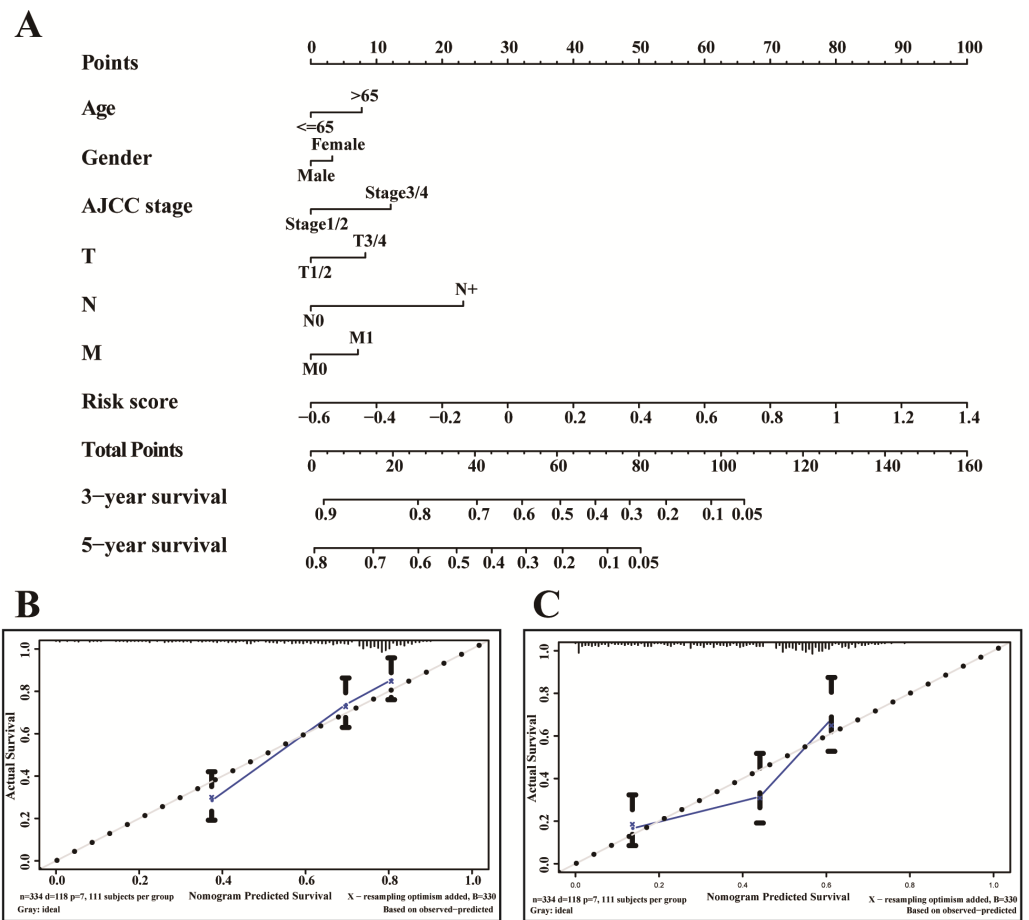 A
Points 0 10 20 30 40 50 60 70 80 90 100
Age <=65 >65
Gender Male Female
AJCC stage Stage1/2 Stage3/4
T T1/2 T3/4
N N0 N+
M M0 M1
Risk score −0.6 −0.4 −0.2 0 0.2 0.4 0.6 0.8 1 1.2 1.4
Total Points 0 20 40 60 80 100 120 140 160
3−year survival 0.9 0.8 0.7 0.6 0.5 0.4 0.3 0.2 0.1 0.05
5−year survival 0.8 0.7 0.6 0.5 0.4 0.3 0.2 0.1 0.05
B
Actual Survival
1.0
0.8
0.6
0.4
0.2
0.0
0.0 0.2 0.4 0.6 0.8 1.0
n=334 d=118 p=7, 111 subjects per group
Gray: ideal
Nomogram Predicted Survival
X − resampling optimism added, B=330
Based on observed−predicted
C
Actual Survival
1.0
0.8
0.6
0.4
0.2
0.0
0.0 0.2 0.4 0.6 0.8 1.0
n=334 d=118 p=7, 111 subjects per group
Gray: ideal
Nomogram Predicted Survival
X − resampling optimism added, B=330
Based on observed−predicted